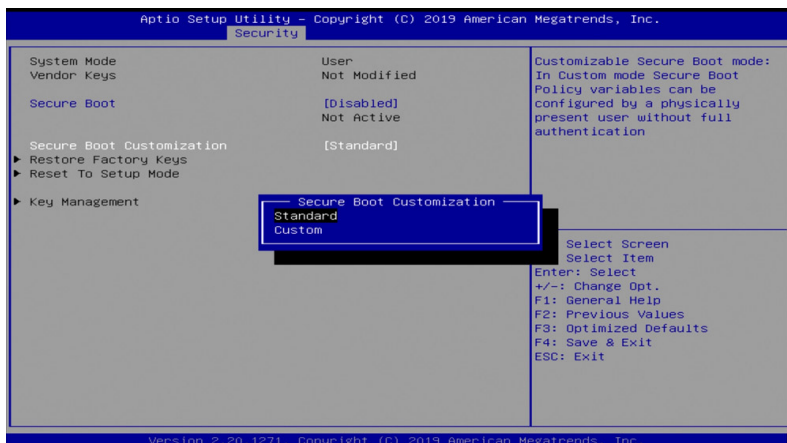 Aptio Setup Utility – Copyright (C) 2019 American Megatrends, Inc.
Security
System Mode User
Vendor Keys Not Modified
Secure Boot [Disabled]
Not Active
Secure Boot Customization [Standard]
Restore Factory Keys
Reset To Setup Mode
Key Management
Secure Boot Customization
Standard
Custom
Customizable Secure Boot mode:
In Custom mode Secure Boot
Policy variables can be
configured by a physically
present user without full
authentication
Select Screen
Select Item
Enter: Select
+/-: Change Opt.
F1: General Help
F2: Previous Values
F3: Optimized Defaults
F4: Save & Exit
ESC: Exit
Version 2.20.1271. Copyright (C) 2019 American Megatrends, Inc.